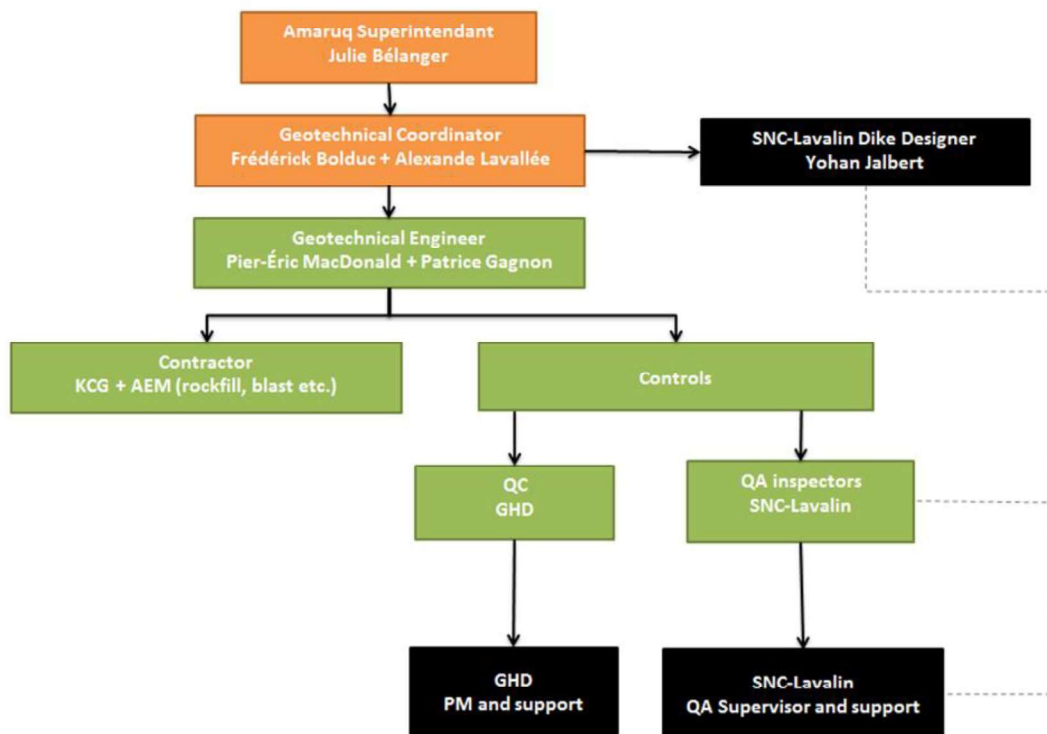 Amaruq Superintendant
Julie Bélanger
Geotechnical Coordinator
Frédérick Bolduc + Alexande Lavallée
SNC-Lavalin Dike Designer
Yohan Jalbert
Geotechnical Engineer
Pier-Éric MacDonald + Patrice Gagnon
Contractor
KCG + AEM (rockfill, blast etc.)
Controls
QC
GHD
QA inspectors
SNC-Lavalin
GHD
PM and support
SNC-Lavalin
QA Supervisor and support